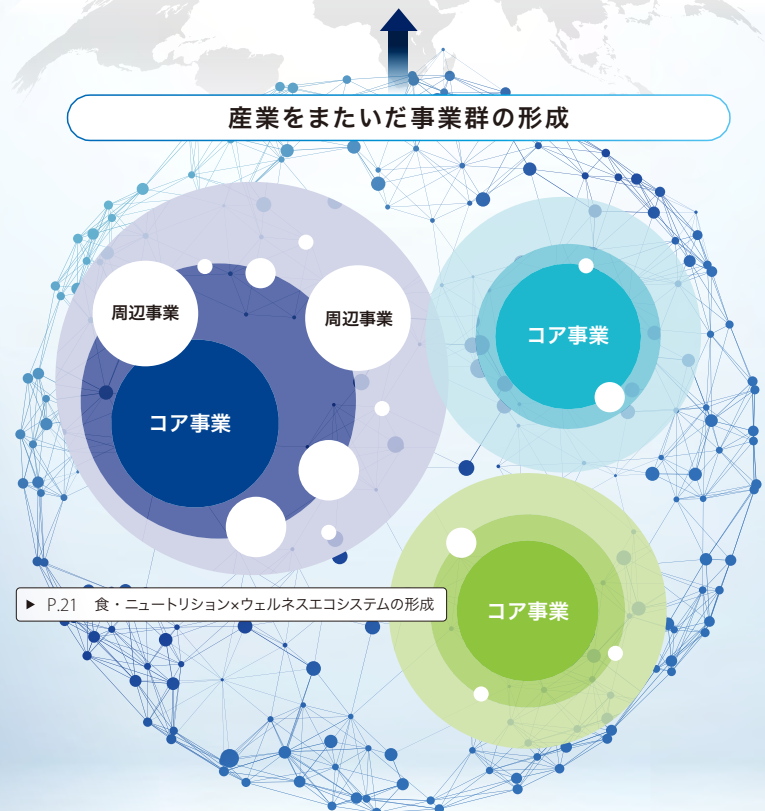 産業をまたいだ事業群の形成
周辺事業
周辺事業
コア事業
コア事業
▶ P.21 食・ニュートリション×ウェルネスエコシステムの形成
コア事業